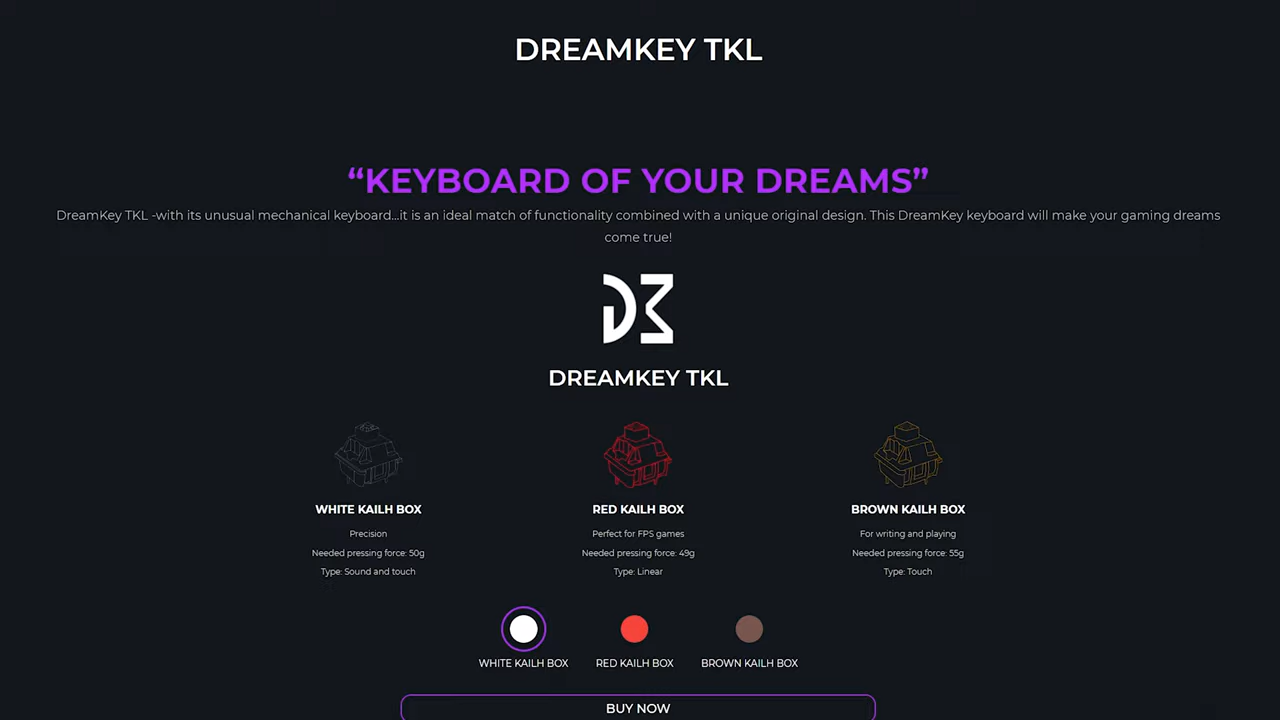 DREAMKEY TKL
“KEYBOARD OF YOUR DREAMS”
DreamKey TKL -with its unusual mechanical keyboard...it is an ideal match of functionality combined with a unique original design. This DreamKey keyboard will make your gaming dreams
come true!
DREAMKEY TKL
WHITE KAILH BOX
Precision
Needed pressing force: 50g
Type: Sound and touch
RED KAILH BOX
Perfect for FPS games
Needed pressing force: 49g
Type: Linear
BROWN KAILH BOX
For writing and playing
Needed pressing force: 55g
Type: Touch
WHITE KAILH BOX
RED KAILH BOX
BROWN KAILH BOX
BUY NOW